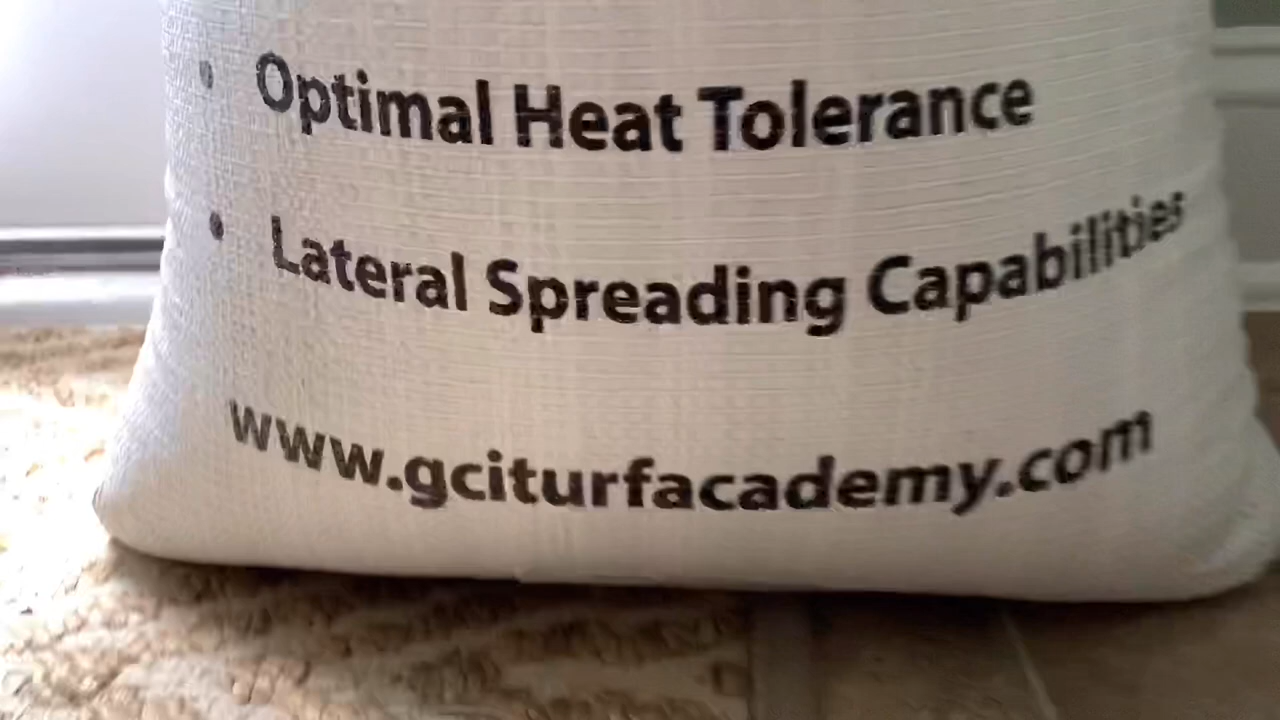 • Optimal Heat Tolerance
• Lateral Spreading Capabilities
www.gciturfacademy.com